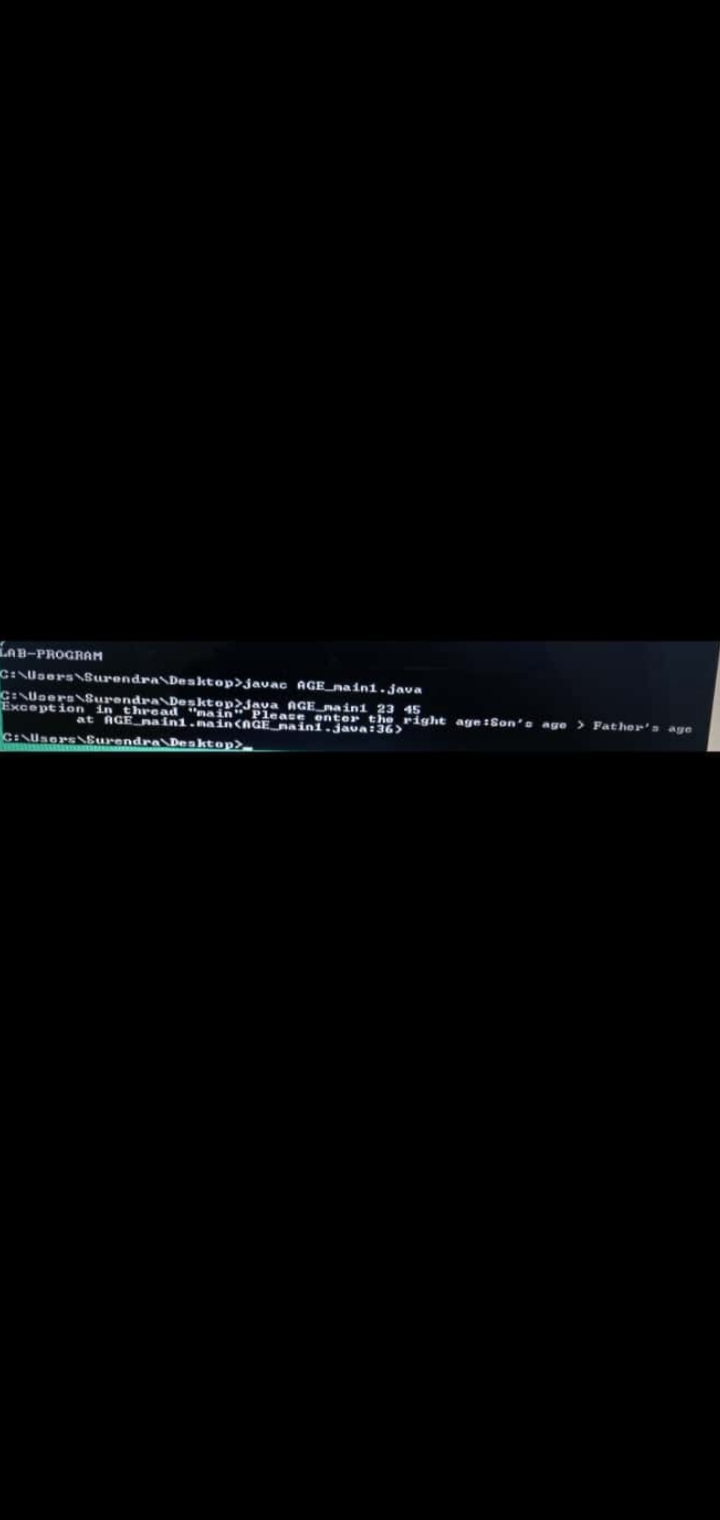 LAB-PROGRAM
C:\Users\Surendra\Desktop>javac AGE_main1.java
C:\Users\Surendra\Desktop>java AGE_main1 23 45
Exception in thread "main" Please enter the right age:Son's age > Father's age
at AGE_main1.main(AGE_main1.java:36)
C:\Users\Surendra\Desktop>_